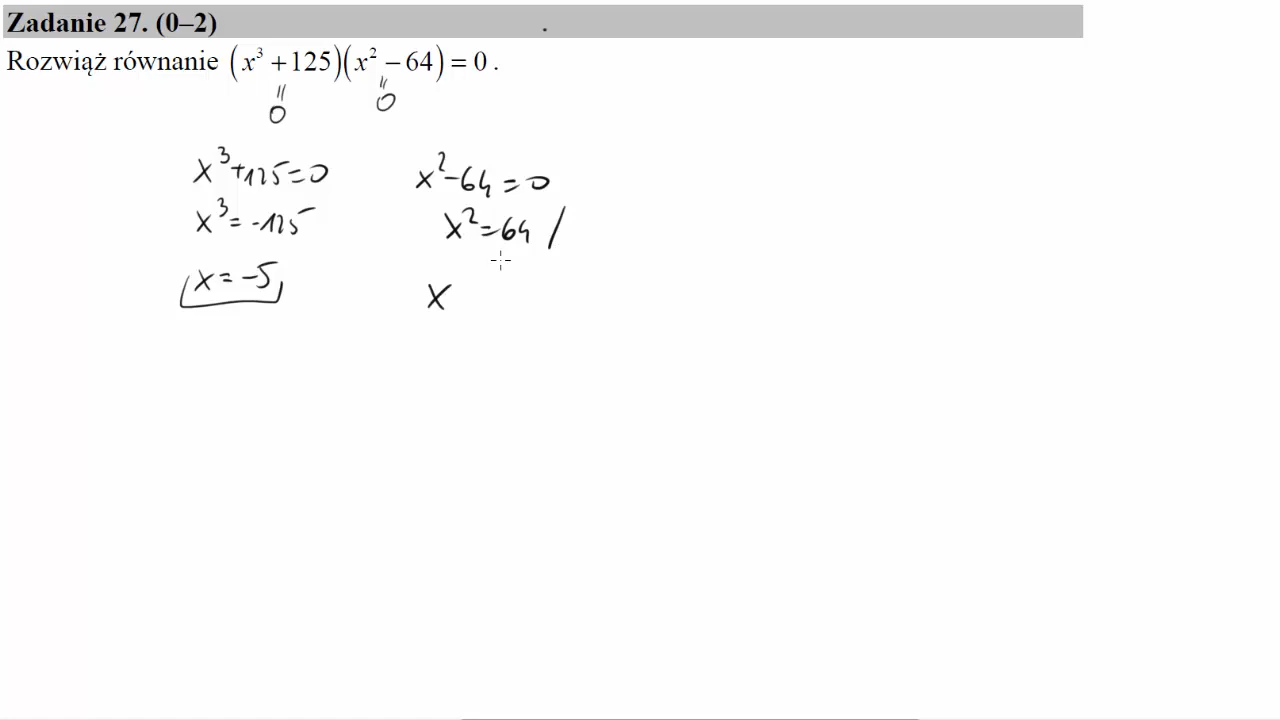 Zadanie 27. (0–2)
Rozwiąż równanie (x³ + 125)(x² − 64) = 0 .
" "
0 0
x³+125=0 x²-64=0
x³=-125 x²=64 /
x=-5 x